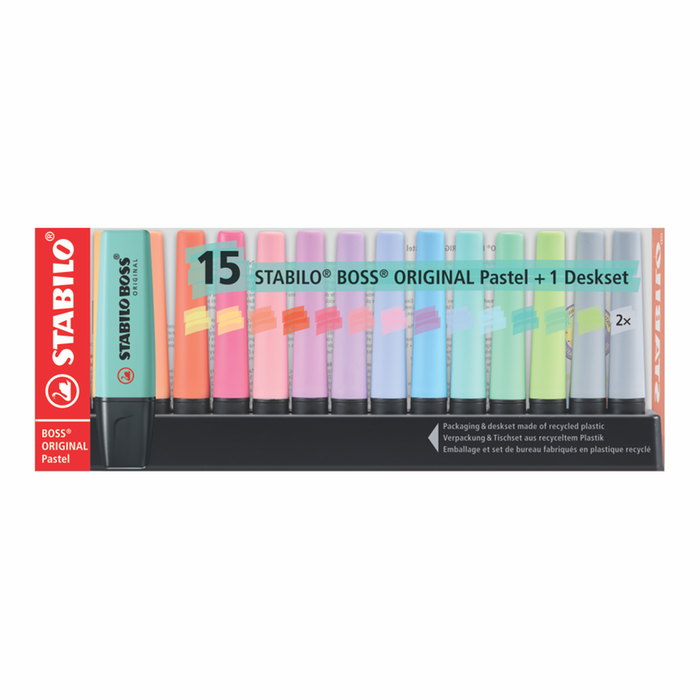 STABILO®
BOSS®
ORIGINAL
Pastel
STABILO BOSS®
ORIGINAL
15 STABILO® BOSS® ORIGINAL Pastel + 1 Deskset
2x
Packaging & deskset made of recycled plastic
Verpackung & Tischset aus recyceltem Plastik
Emballage et set de bureau fabriqués en plastique recyclé
STABILO